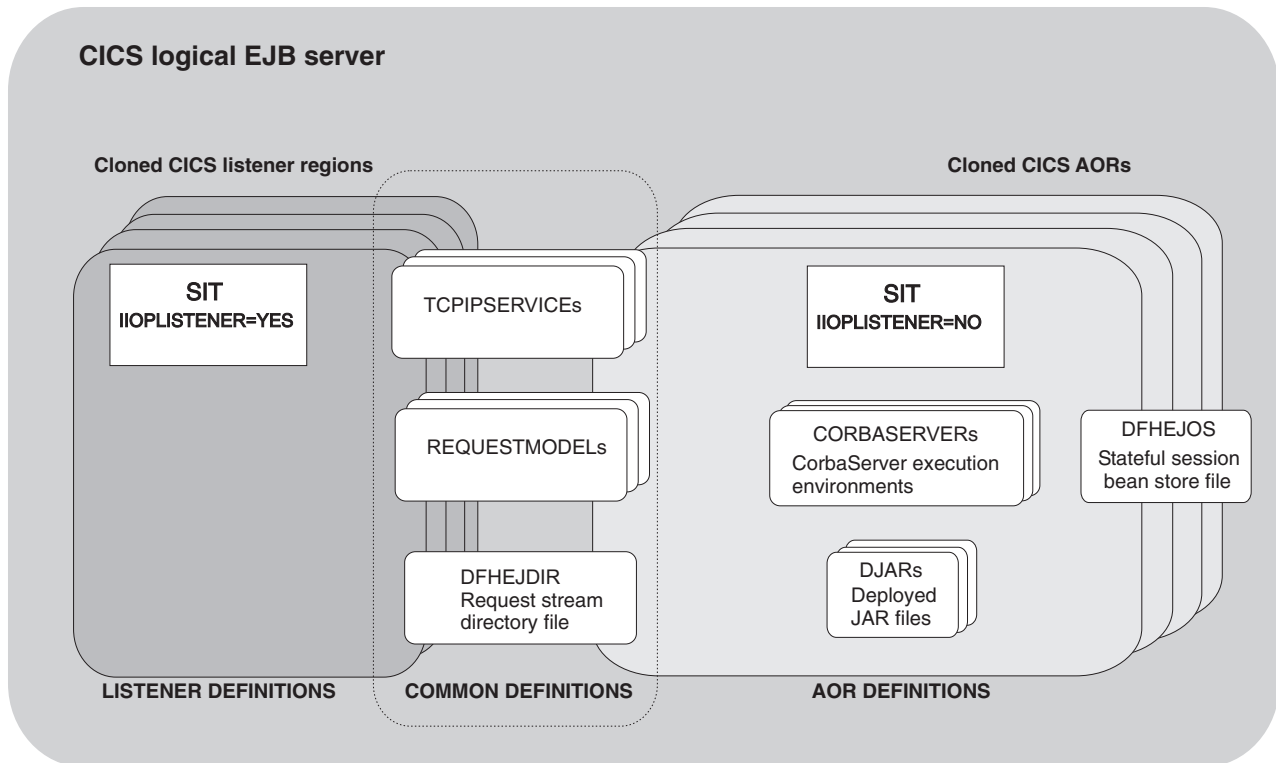 CICS logical EJB server
Cloned CICS listener regions
Cloned CICS AORs
SIT
IIOPLISTENER=YES
TCPIPSERVICEs
SIT
IIOPLISTENER=NO
REQUESTMODELs
CORBASERVERs
CorbaServer execution
environments
DFHEJOS
Stateful session
bean store file
DFHEJDIR
Request stream
directory file
DJARs
Deployed
JAR files
LISTENER DEFINITIONS
COMMON DEFINITIONS
AOR DEFINITIONS